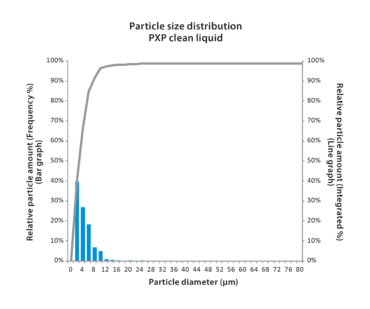 Particle size distribution
PXP clean liquid
Relative particle amount (Frequency %)
(Bar graph)
100%
90%
80%
70%
60%
50%
40%
30%
20%
10%
0%
100%
90%
80%
70%
60%
50%
40%
30%
20%
10%
0%
Relative particle amount (Integrated %)
(Line graph)
0 4 8 12 16 20 24 28 32 36 40 44 48 52 56 60 64 68 72 76 80
Particle diameter (µm)